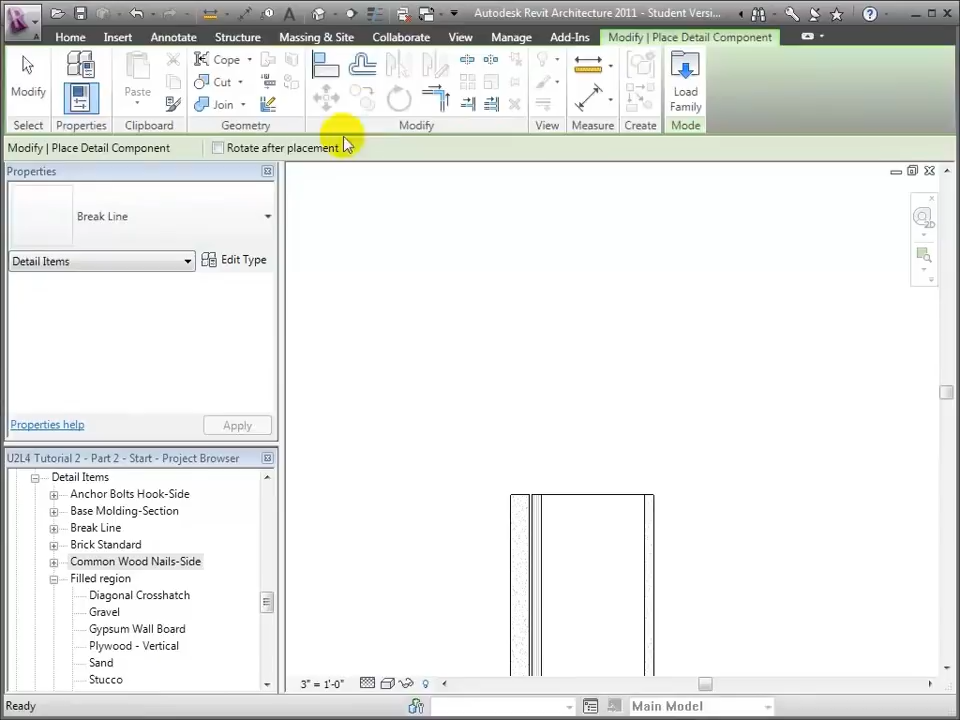 Autodesk Revit Architecture 2011 - Student Versi...
Home Insert Annotate Structure Massing & Site Collaborate View Manage Add-Ins Modify | Place Detail Component
Modify
Paste
Cope
Cut
Join
Load
Family
Select Properties Clipboard Geometry Modify View Measure Create Mode
Modify | Place Detail Component Rotate after placement
Properties
Break Line
Detail Items Edit Type
Properties help Apply
U2L4 Tutorial 2 - Part 2 - Start - Project Browser
Detail Items
Anchor Bolts Hook-Side
Base Molding-Section
Break Line
Brick Standard
Common Wood Nails-Side
Filled region
Diagonal Crosshatch
Gravel
Gypsum Wall Board
Plywood - Vertical
Sand
Stucco
2D
3" = 1'-0"
Ready Main Model